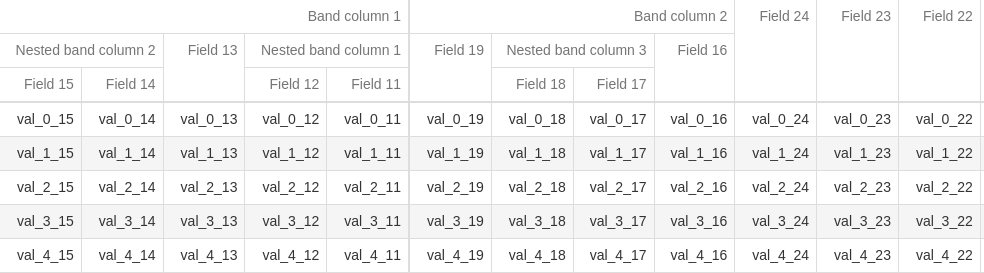 Band column 1 Band column 2 Field 24 Field 23 Field 22
Nested band column 2 Field 13 Nested band column 1 Field 19 Nested band column 3 Field 16
Field 15 Field 14 Field 12 Field 11 Field 18 Field 17
val_0_15 val_0_14 val_0_13 val_0_12 val_0_11 val_0_19 val_0_18 val_0_17 val_0_16 val_0_24 val_0_23 val_0_22
val_1_15 val_1_14 val_1_13 val_1_12 val_1_11 val_1_19 val_1_18 val_1_17 val_1_16 val_1_24 val_1_23 val_1_22
val_2_15 val_2_14 val_2_13 val_2_12 val_2_11 val_2_19 val_2_18 val_2_17 val_2_16 val_2_24 val_2_23 val_2_22
val_3_15 val_3_14 val_3_13 val_3_12 val_3_11 val_3_19 val_3_18 val_3_17 val_3_16 val_3_24 val_3_23 val_3_22
val_4_15 val_4_14 val_4_13 val_4_12 val_4_11 val_4_19 val_4_18 val_4_17 val_4_16 val_4_24 val_4_23 val_4_22